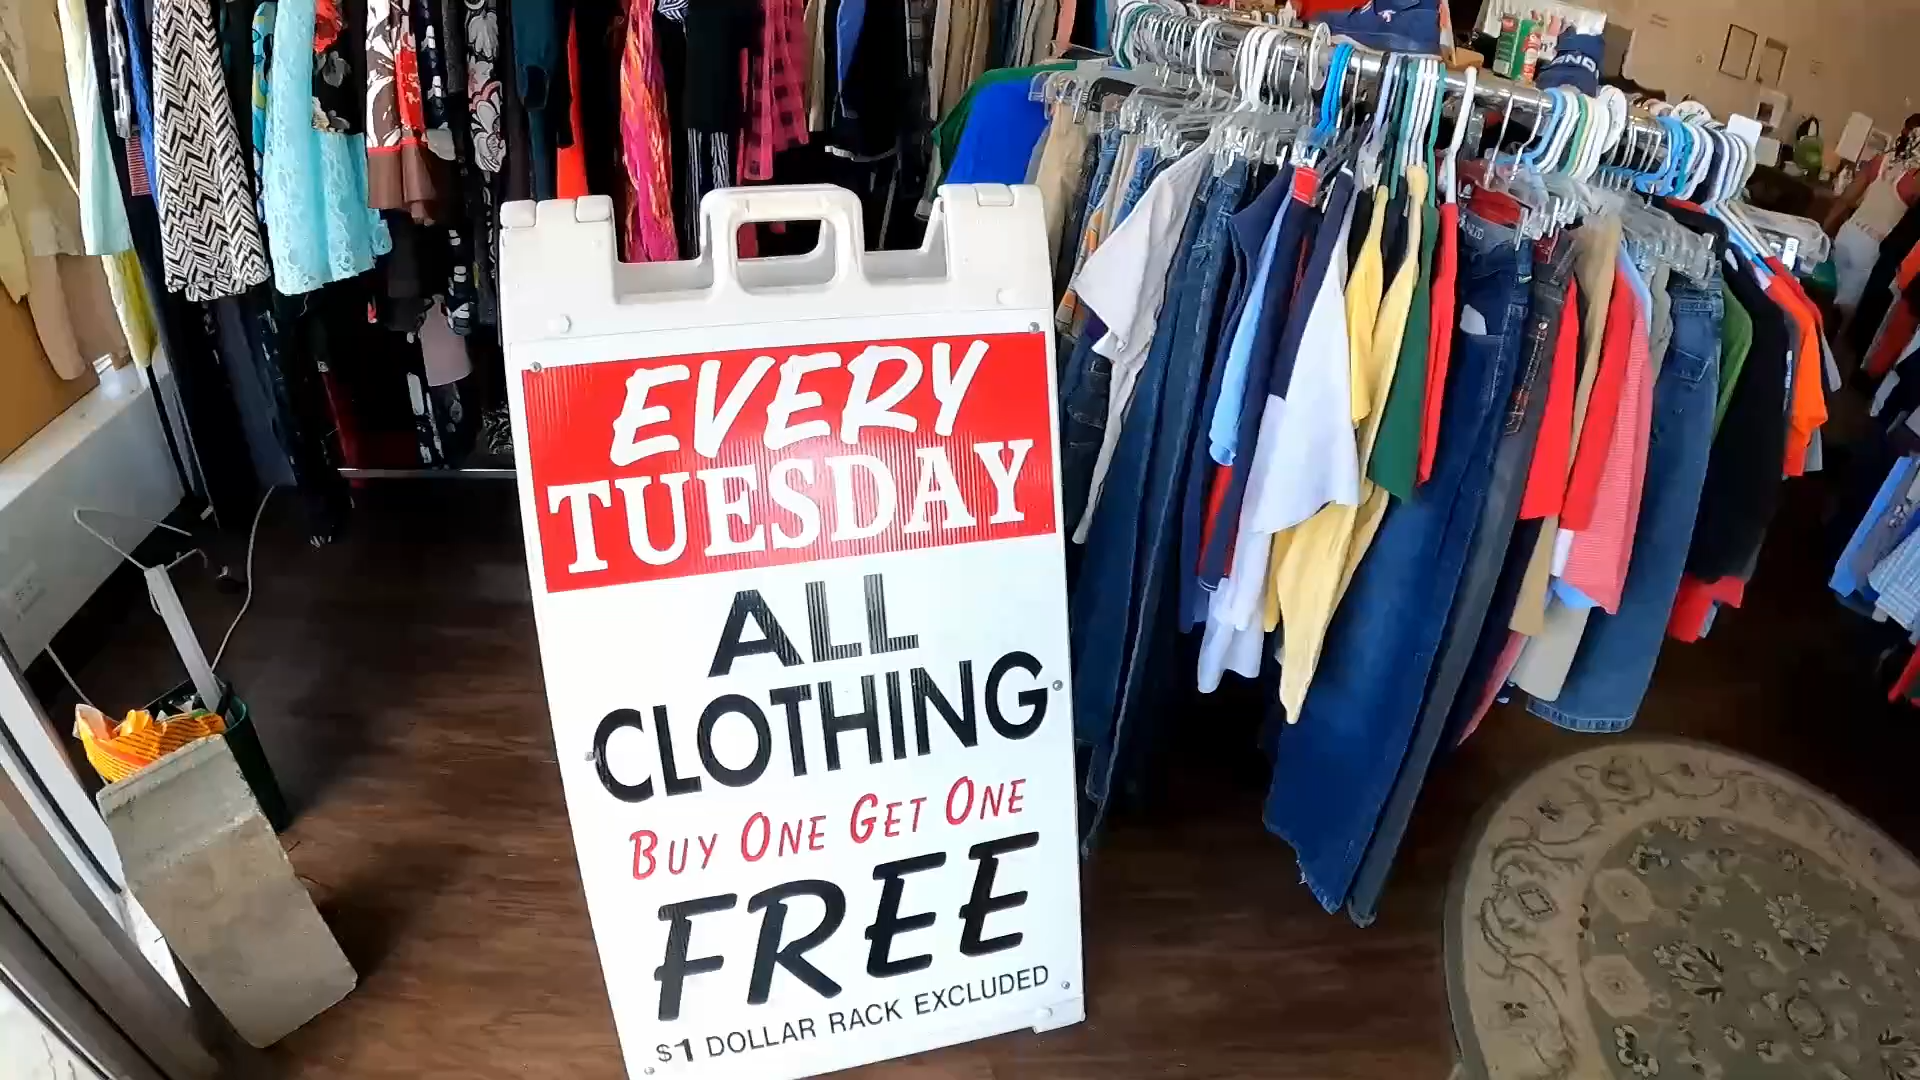 EVERY
TUESDAY
ALL
CLOTHING
BUY ONE GET ONE
FREE
$1 DOLLAR RACK EXCLUDED